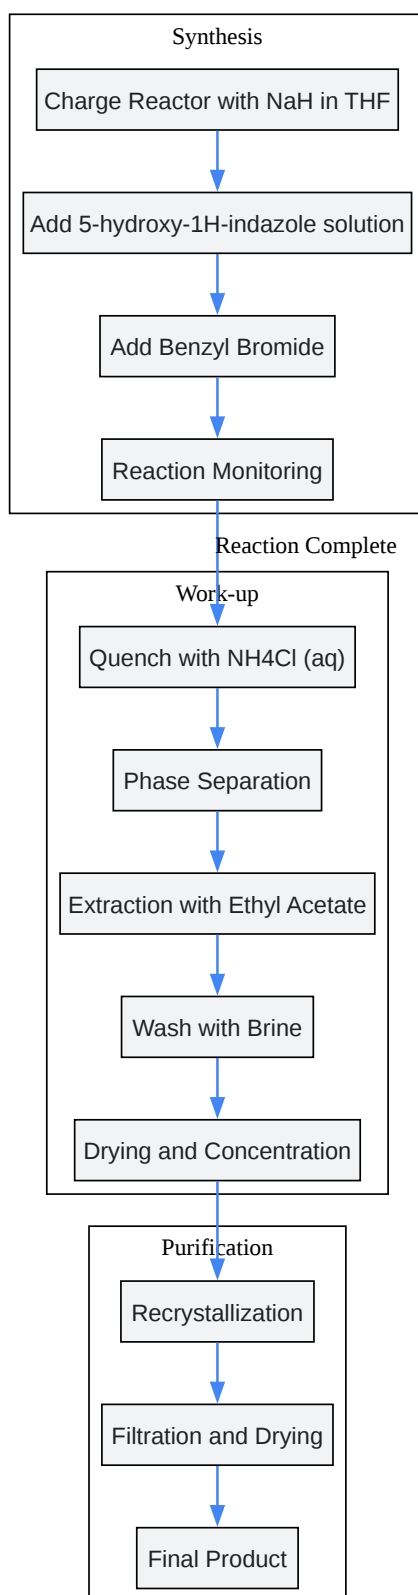 Synthesis
Charge Reactor with NaH in THF
Add 5-hydroxy-1H-indazole solution
Add Benzyl Bromide
Reaction Monitoring
Reaction Complete
Work-up
Quench with NH4Cl (aq)
Phase Separation
Extraction with Ethyl Acetate
Wash with Brine
Drying and Concentration
Purification
Recrystallization
Filtration and Drying
Final Product